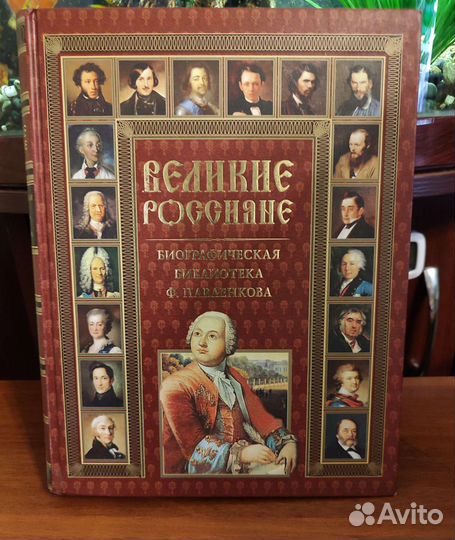 ВЕЛИКИЕ
РОССИЯНЕ
БИОГРАФИЧЕСКАЯ
БИБЛИОТЕКА
Ф. ПАВЛЕНКОВА
Avito